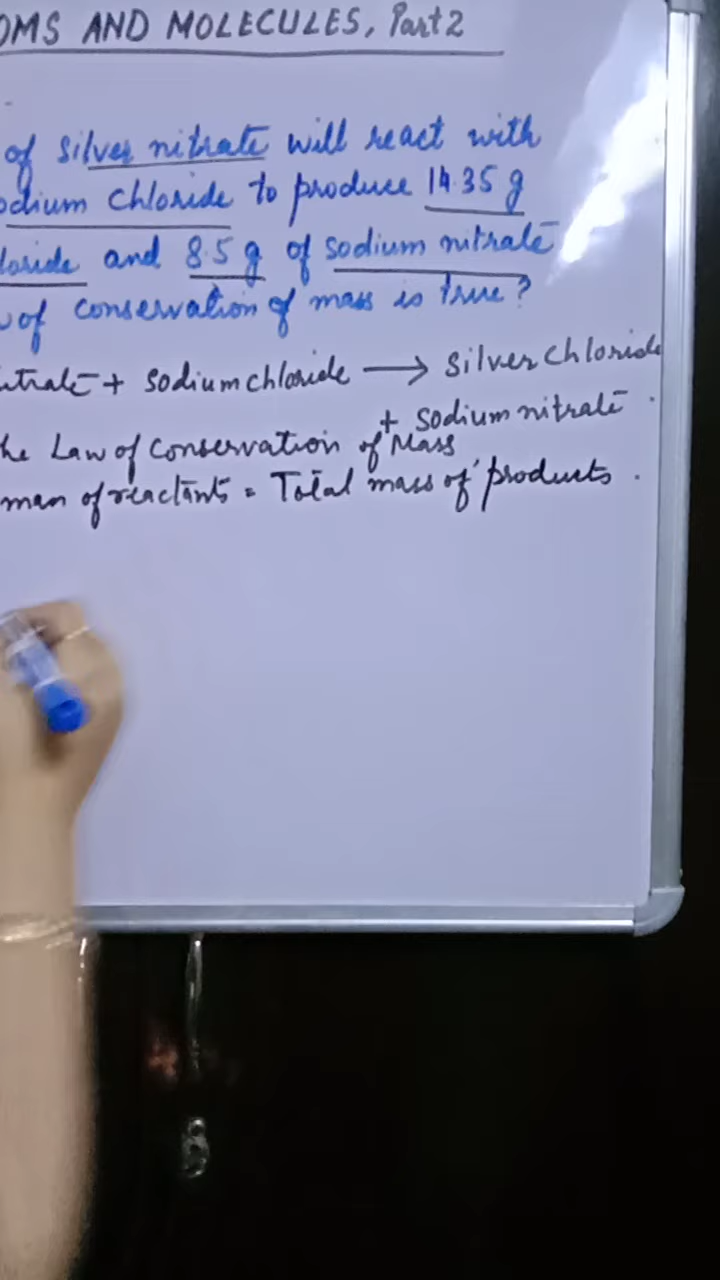 OMS AND MOLECULES, Part 2
of silver nitrate will react with
odium chloride to produce 14.35 g
loride and 8.5 g of sodium nitrate
w of conservation of mass is true?
itrate + sodium chloride → silver chloride
+ sodium nitrate .
he Law of Conservation of Mass
man of reactants = Total mass of products .